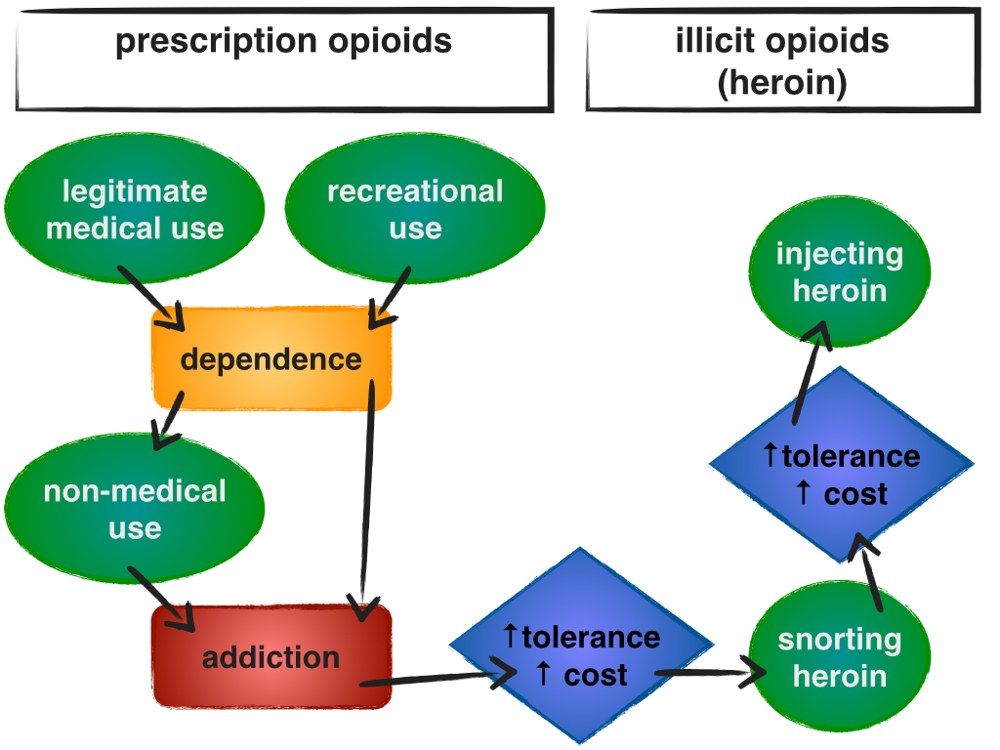 prescription opioids
illicit opioids
(heroin)
legitimate
medical use
recreational
use
dependence
non-medical
use
addiction
↑tolerance
↑ cost
snorting
heroin
↑tolerance
↑ cost
injecting
heroin